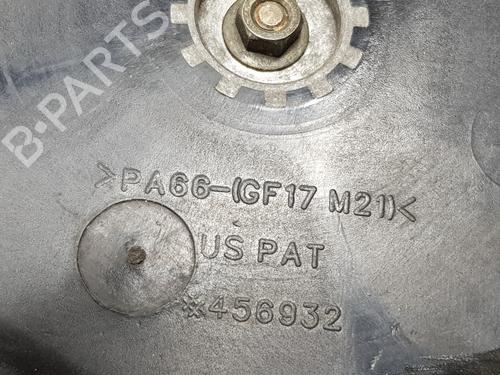 B-PARTS
>PA66-(GF17 M21)<
US PAT
※456932